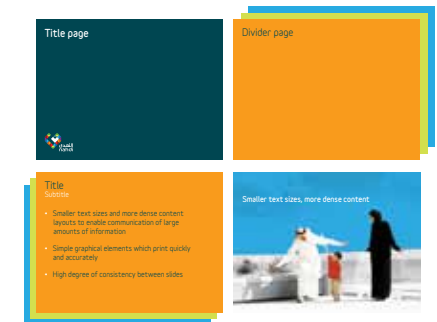 Title page
Divider page
Title
Subtitle
• Smaller text sizes and more dense content
layouts to enable communication of large
amounts of information
• Simple graphical elements which print quickly
and accurately
• High degree of consistency between slides
Smaller text sizes, more dense content